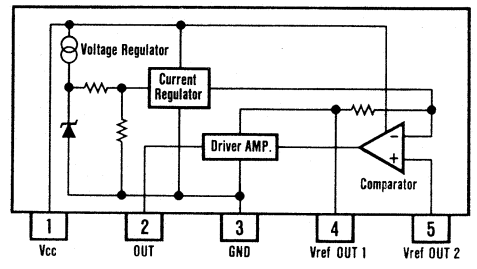 Voltage Regulator
Current
Regulator
Driver AMP.
−
+
Comparator
1 2 3 4 5
Vcc OUT GND Vref OUT 1 Vref OUT 2